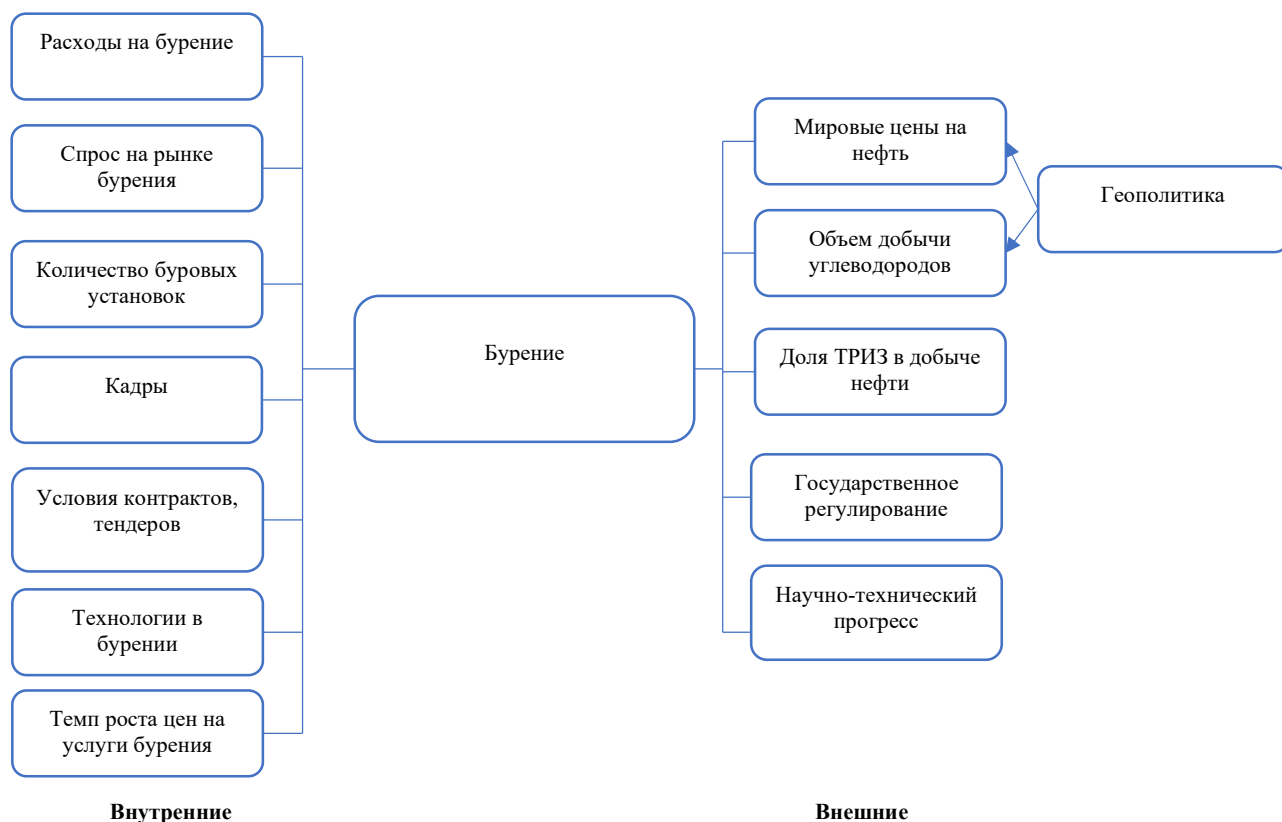 Расходы на бурение
Спрос на рынке
бурения
Количество буровых
установок
Кадры
Условия контрактов,
тендеров
Технологии в
бурении
Темп роста цен на
услуги бурения
Внутренние
Бурение
Мировые цены на
нефть
Объем добычи
углеводородов
Доля ТРИЗ в добыче
нефти
Государственное
регулирование
Научно-технический
прогресс
Внешние
Геополитика